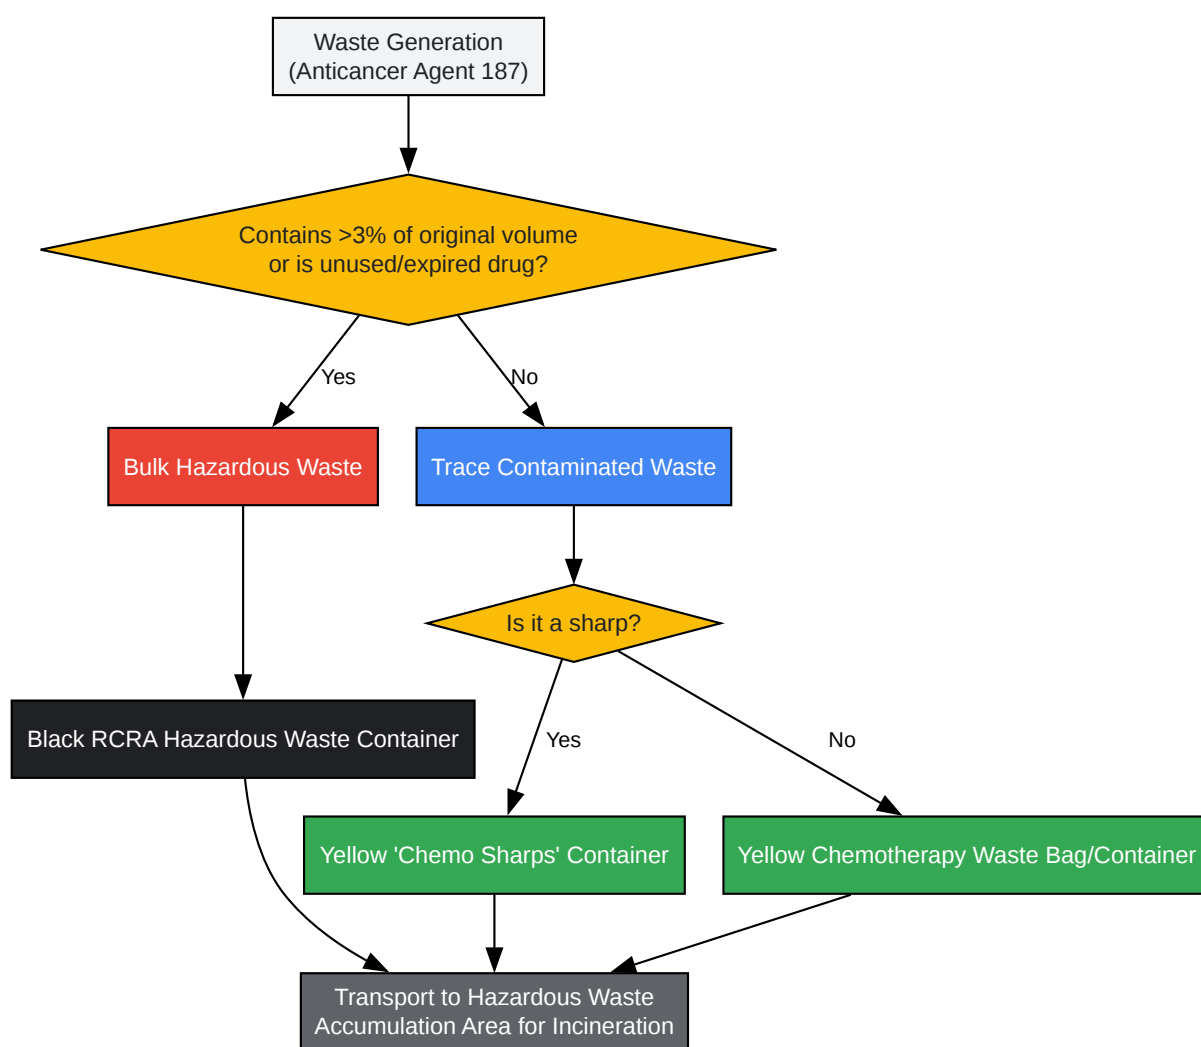 Waste Generation
(Anticancer Agent 187)
Contains >3% of original volume
or is unused/expired drug?
Yes
No
Bulk Hazardous Waste
Trace Contaminated Waste
Is it a sharp?
Yes
No
Black RCRA Hazardous Waste Container
Yellow 'Chemo Sharps' Container
Yellow Chemotherapy Waste Bag/Container
Transport to Hazardous Waste
Accumulation Area for Incineration